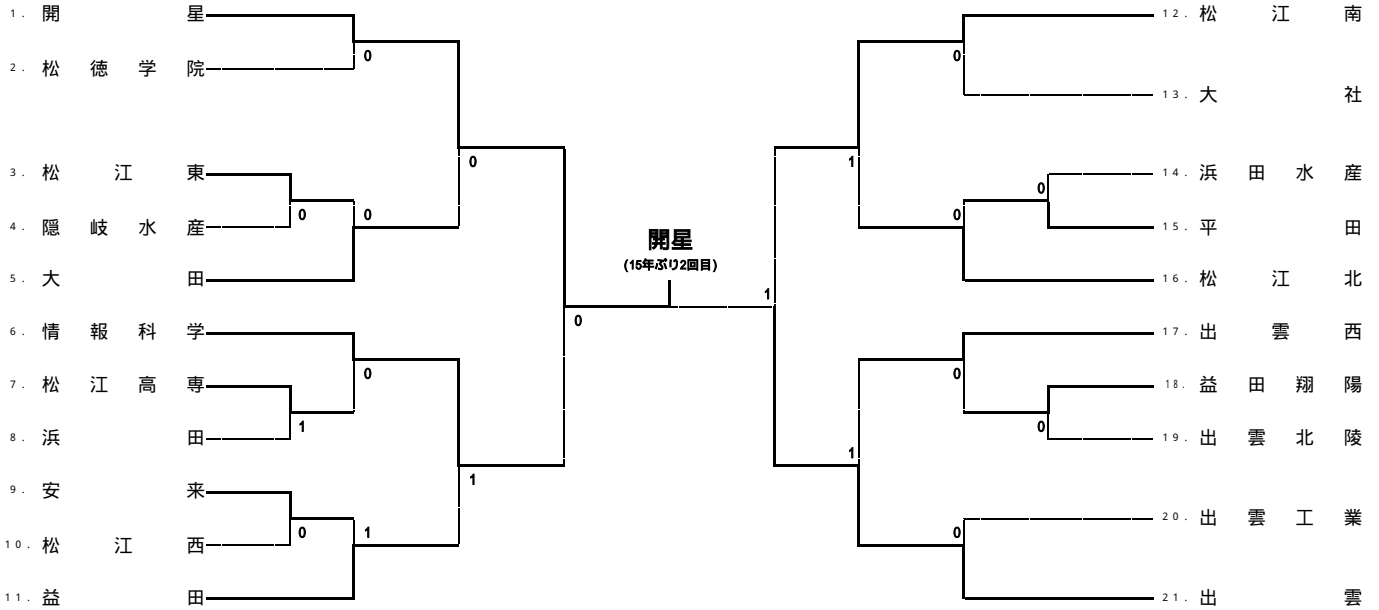 1. 開星
0
2. 松徳学院
0
3. 松江東
0
0
4. 隠岐水産
5. 大田
6. 情報科学
0
7. 松江高専
1
8. 浜田
1
9. 安来
0
1
10. 松江西
11. 益田
開星
(15年ぶり2回目)
0
1
12. 松江南
0
13. 大社
1
14. 浜田水産
0
0
15. 平田
16. 松江北
17. 出雲西
0
18. 益田翔陽
0
19. 出雲北陵
1
20. 出雲工業
0
21. 出雲